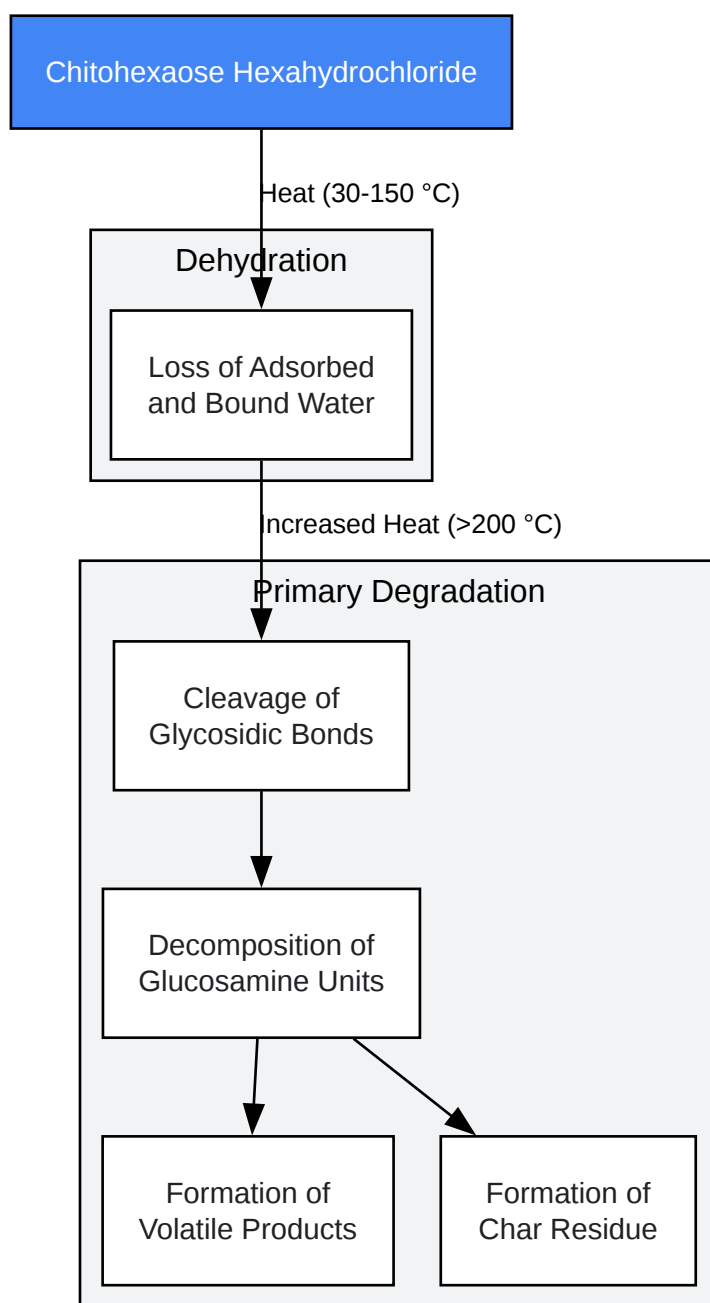 Chitohexaose Hexahydrochloride
Heat (30-150 °C)
Dehydration
Loss of Adsorbed
and Bound Water
Increased Heat (>200 °C)
Primary Degradation
Cleavage of
Glycosidic Bonds
Decomposition of
Glucosamine Units
Formation of
Volatile Products
Formation of
Char Residue